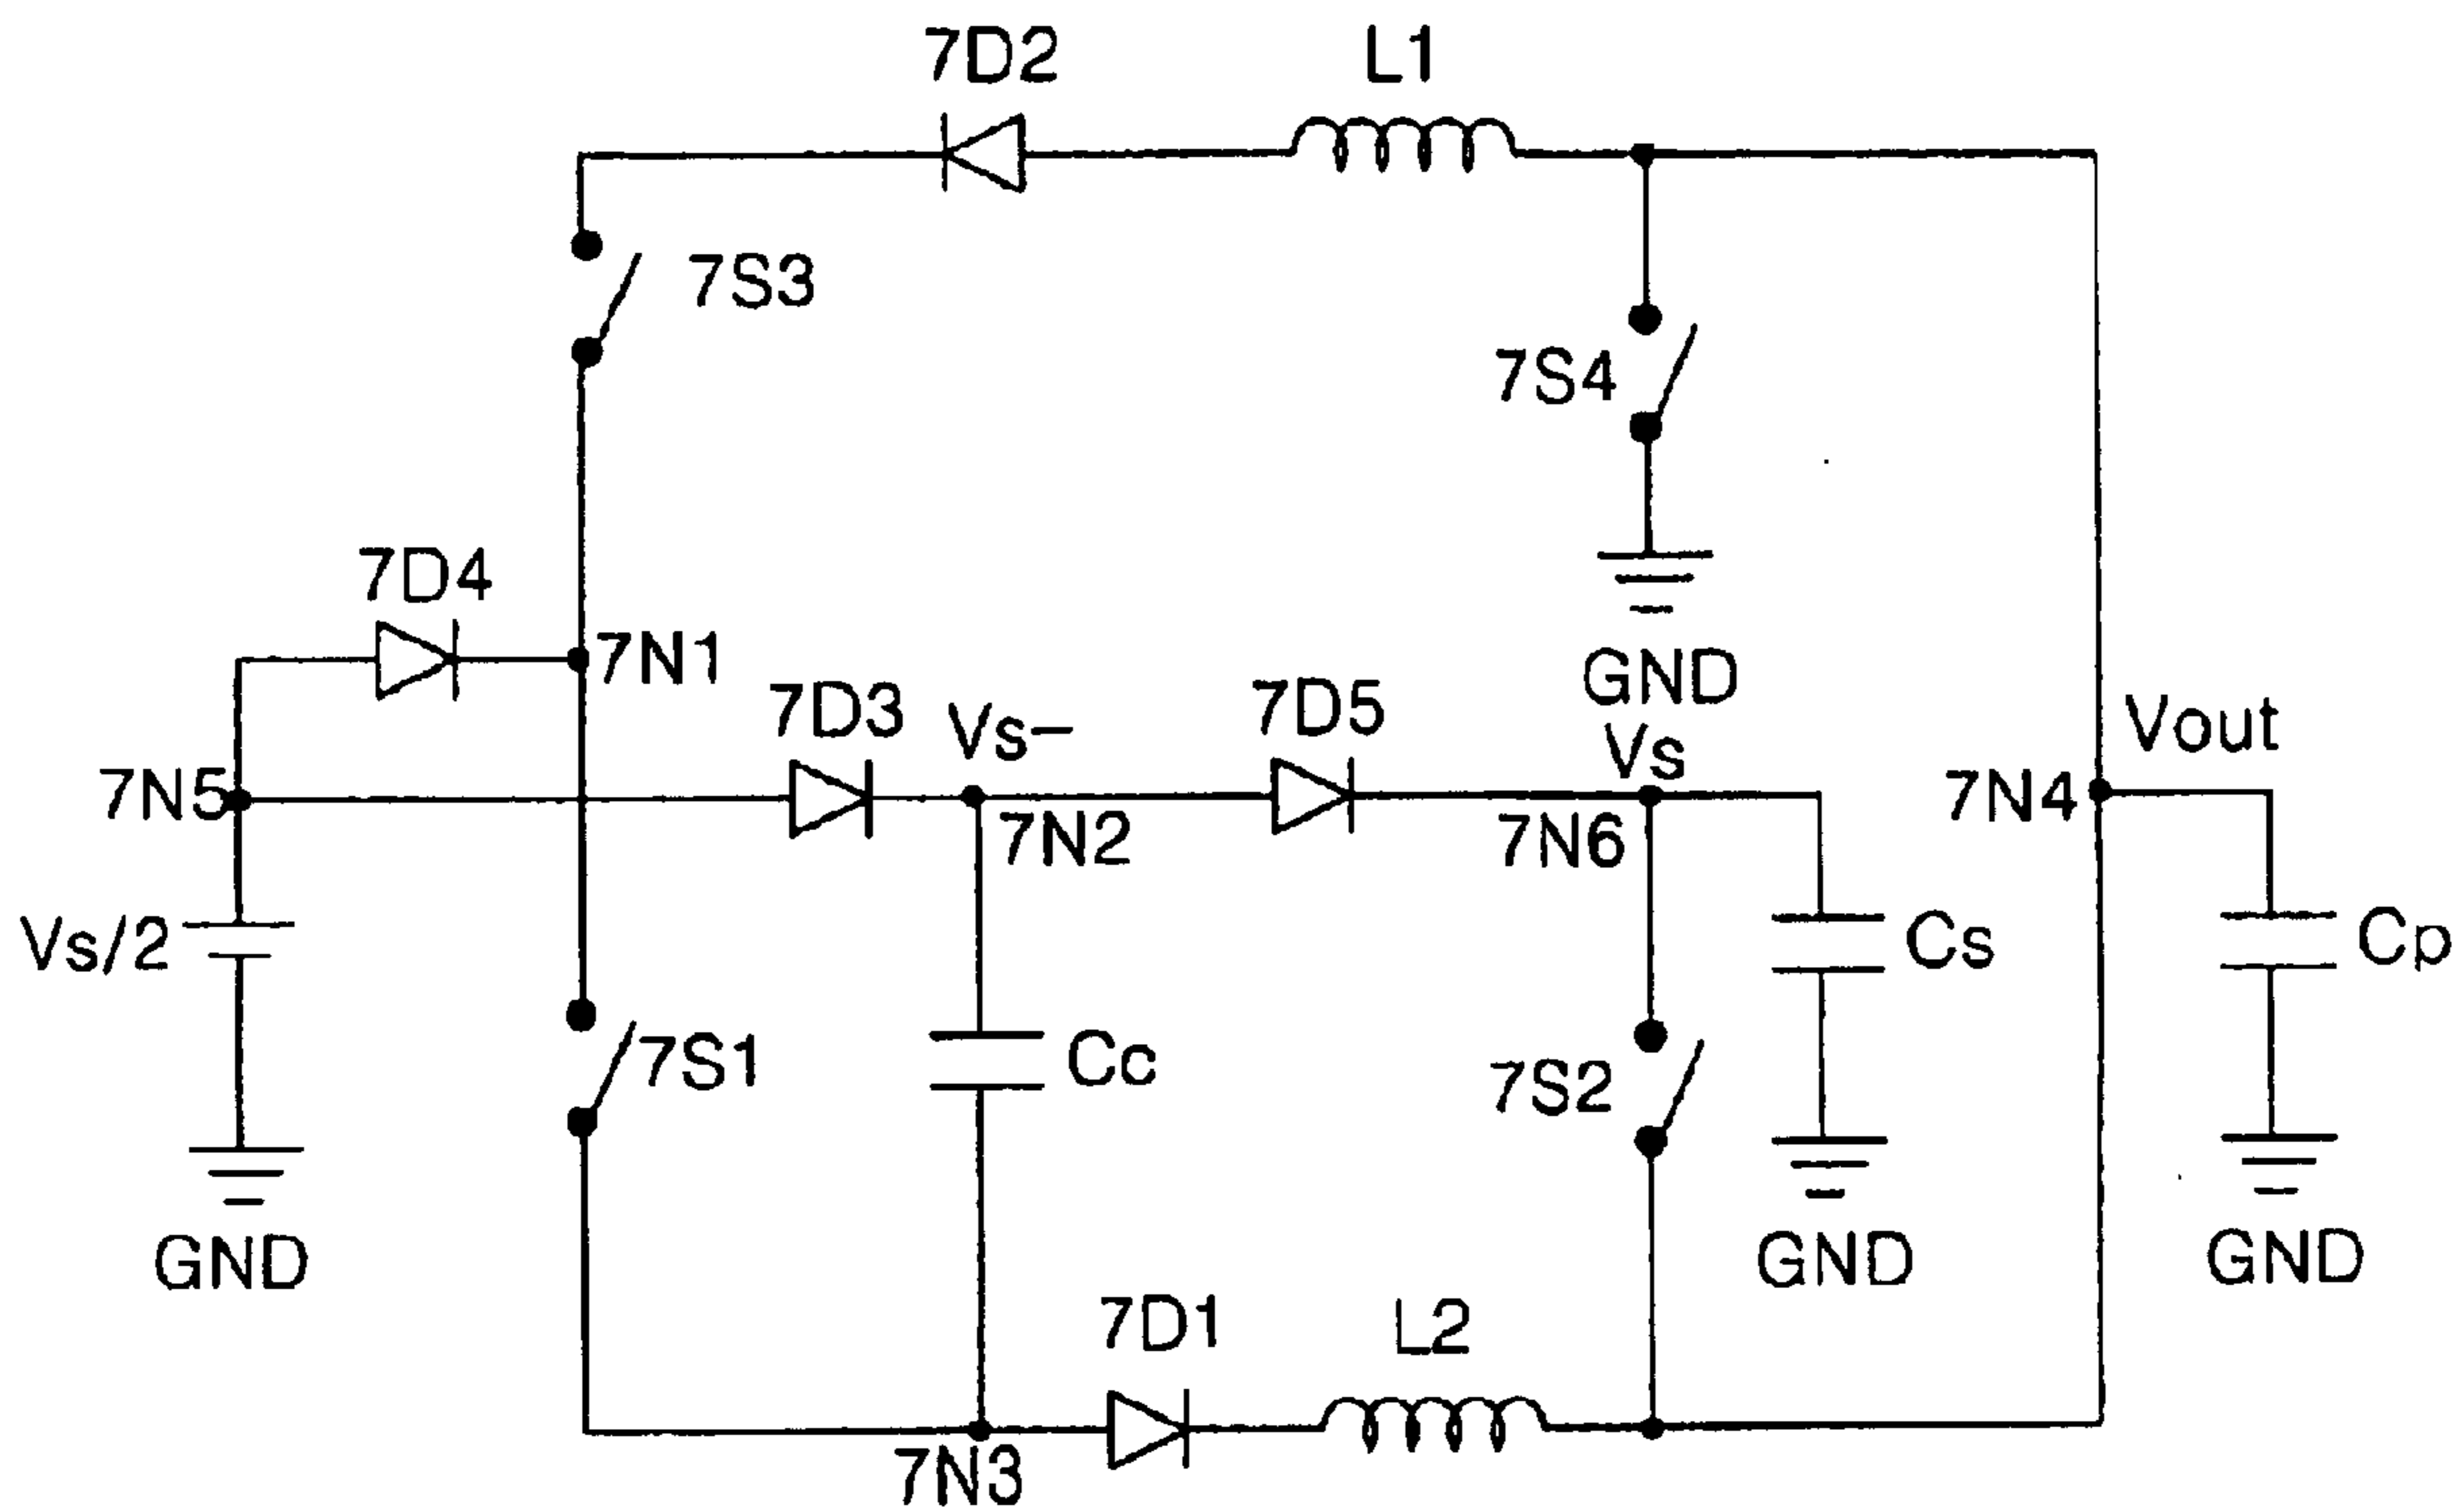 7D2
L1
7S3
7S4
7D4
7N1
GND
7D3
Vs-
7D5
Vs
Vout
7N5
7N2
7N6
7N4
Vs/2
Cs
Cp
7S1
Cc
7S2
GND
GND
GND
7D1
L2
7N3